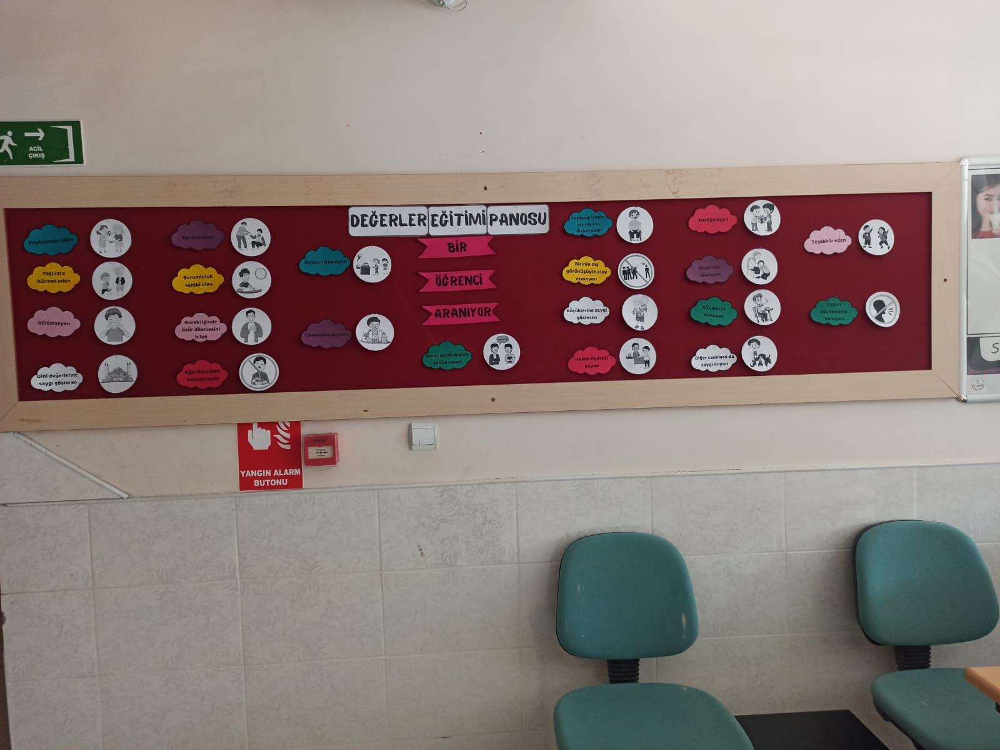 ACİL
ÇIKIŞ
DEĞERLER EĞİTİMİ PANOSU
BİR
ÖĞRENCİ
ARANIYOR
Paylaşmayı bilen
Yaşlılara
hürmet eden
Gülümseyen
Dini değerlerine
saygı gösteren
Yardımsever
Sorumluluk
sahibi olan
Gerektiğinde
özür dilemesini
bilen
Ağzı doluyken
konuşmayan
Sırasını bekleyen
Çevresine duyarlı
Karşılaştığı kişiye
selam veren
Topluluk içinde
oturuşuna
dikkat eden
Birinin dış
görünüşüyle alay
etmeyen
Küçüklerine sevgi
gösteren
Hasta ziyareti
yapan
Hediyeleşen
Güzel söz
söyleyen
Söz alarak
konuşan
Diğer canlılara da
saygı duyan
Teşekkür eden
Uygun
ses tonuyla
konuşan
YANGIN ALARM
BUTONU
S